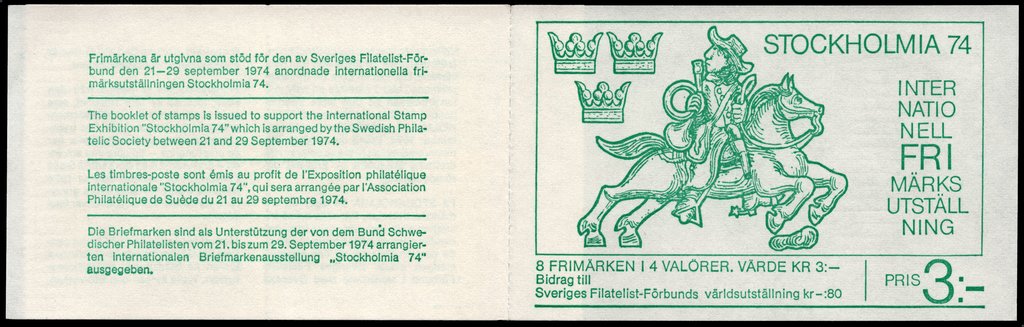 Frimärkena är utgivna som stöd för den av Sveriges Filatelist-För-
bund den 21–29 september 1974 anordnade internationella fri-
märksutställningen Stockholmia 74.
The booklet of stamps is issued to support the International Stamp
Exhibition "Stockholmia 74" which is arranged by the Swedish Phila-
telic Society between 21 and 29 September 1974.
Les timbres-poste sont émis au profit de l'Exposition philatélique
Internationale "Stockholmia 74", qui sera arrangée par l'Association
Philatélique de Suède du 21 au 29 septembre 1974.
Die Briefmarken sind als Unterstützung der von dem Bund Schwe-
discher Philatelisten vom 21. bis zum 29. September 1974 arrangier-
ten Internationalen Briefmarkenausstellung „Stockholmia 74"
ausgegeben.
STOCKHOLMIA 74
INTER
NATIO
NELL
FRI
MÄRKS
UTSTÄLL
NING
8 FRIMÄRKEN I 4 VALÖRER. VÄRDE KR 3:–
Bidrag till
Sveriges Filatelist-Förbunds världsutställning kr –:80
PRIS 3:-